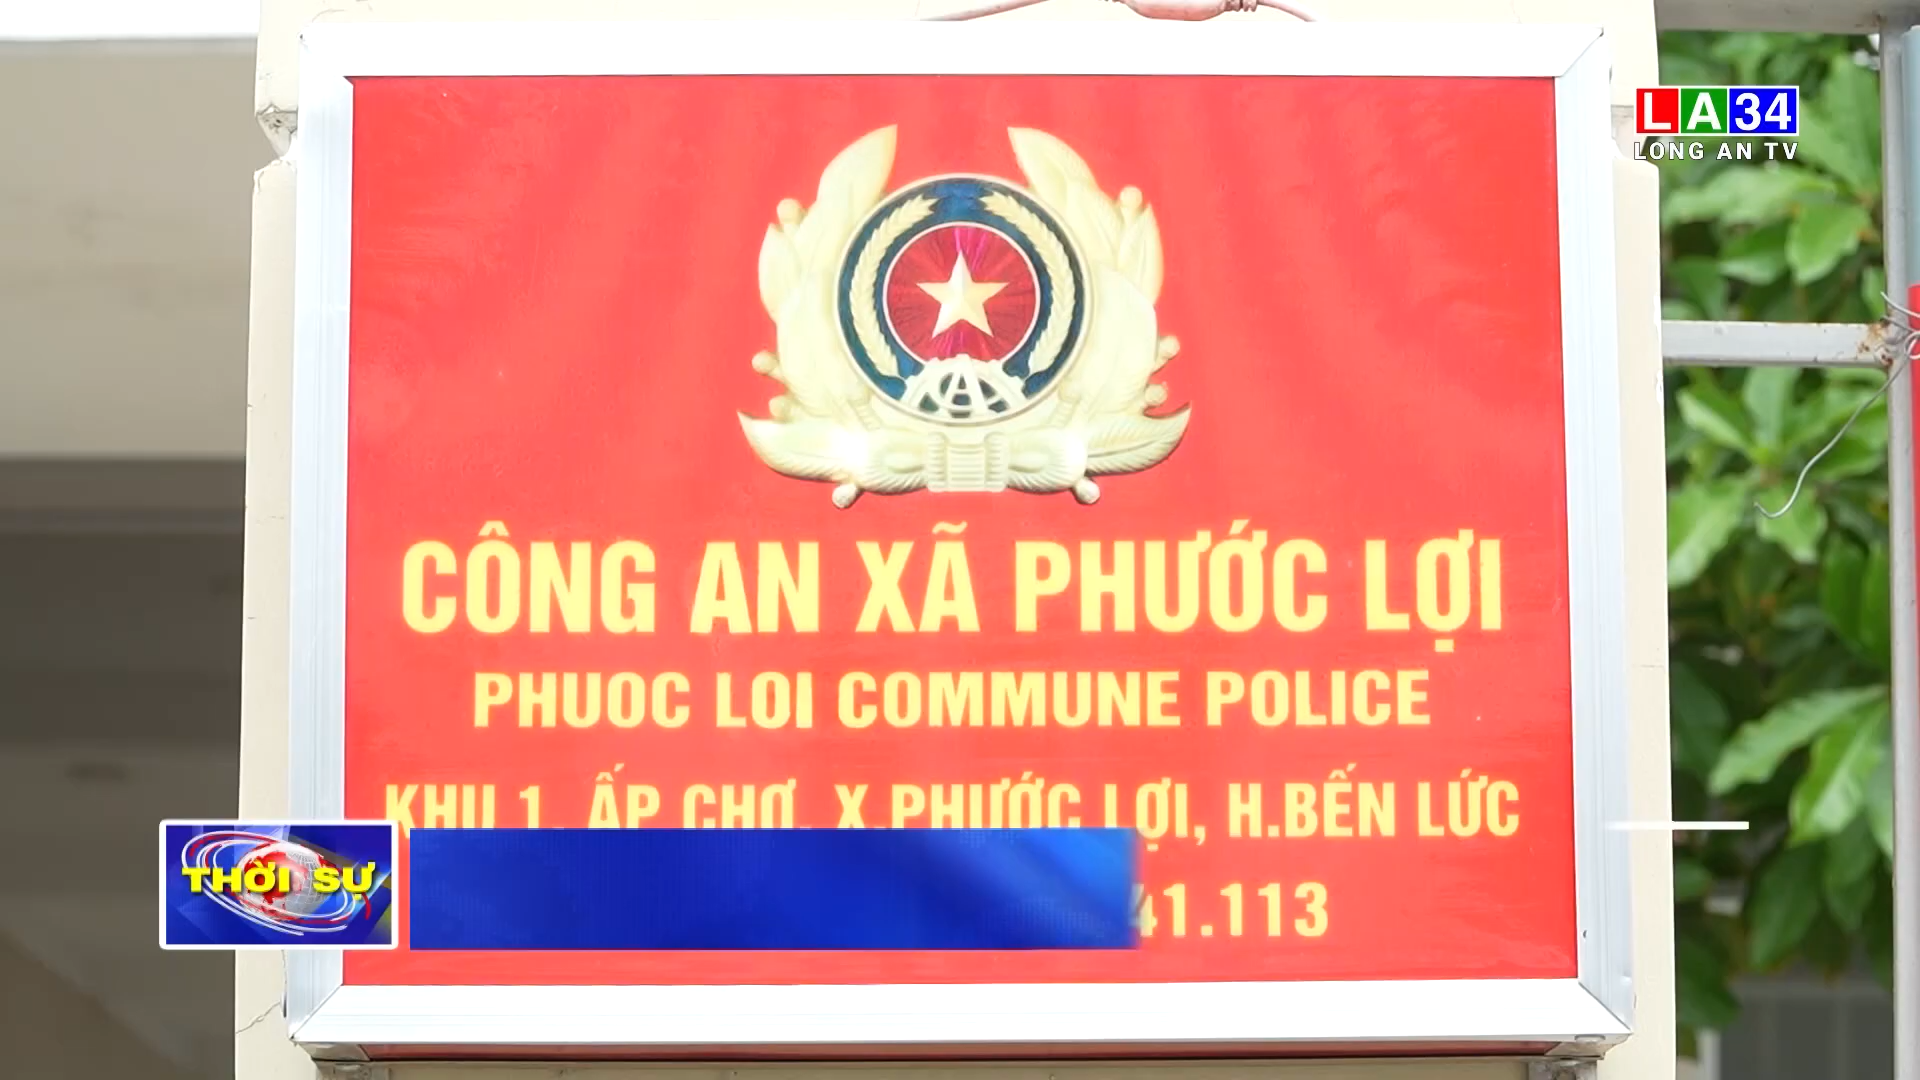 LA34
LONG AN TV
CÔNG AN XÃ PHƯỚC LỢI
PHUOC LOI COMMUNE POLICE
KHU 1, ẤP CHỢ, X.PHƯỚC LỢI, H.BẾN LỨC
41.113
THỜI SỰ